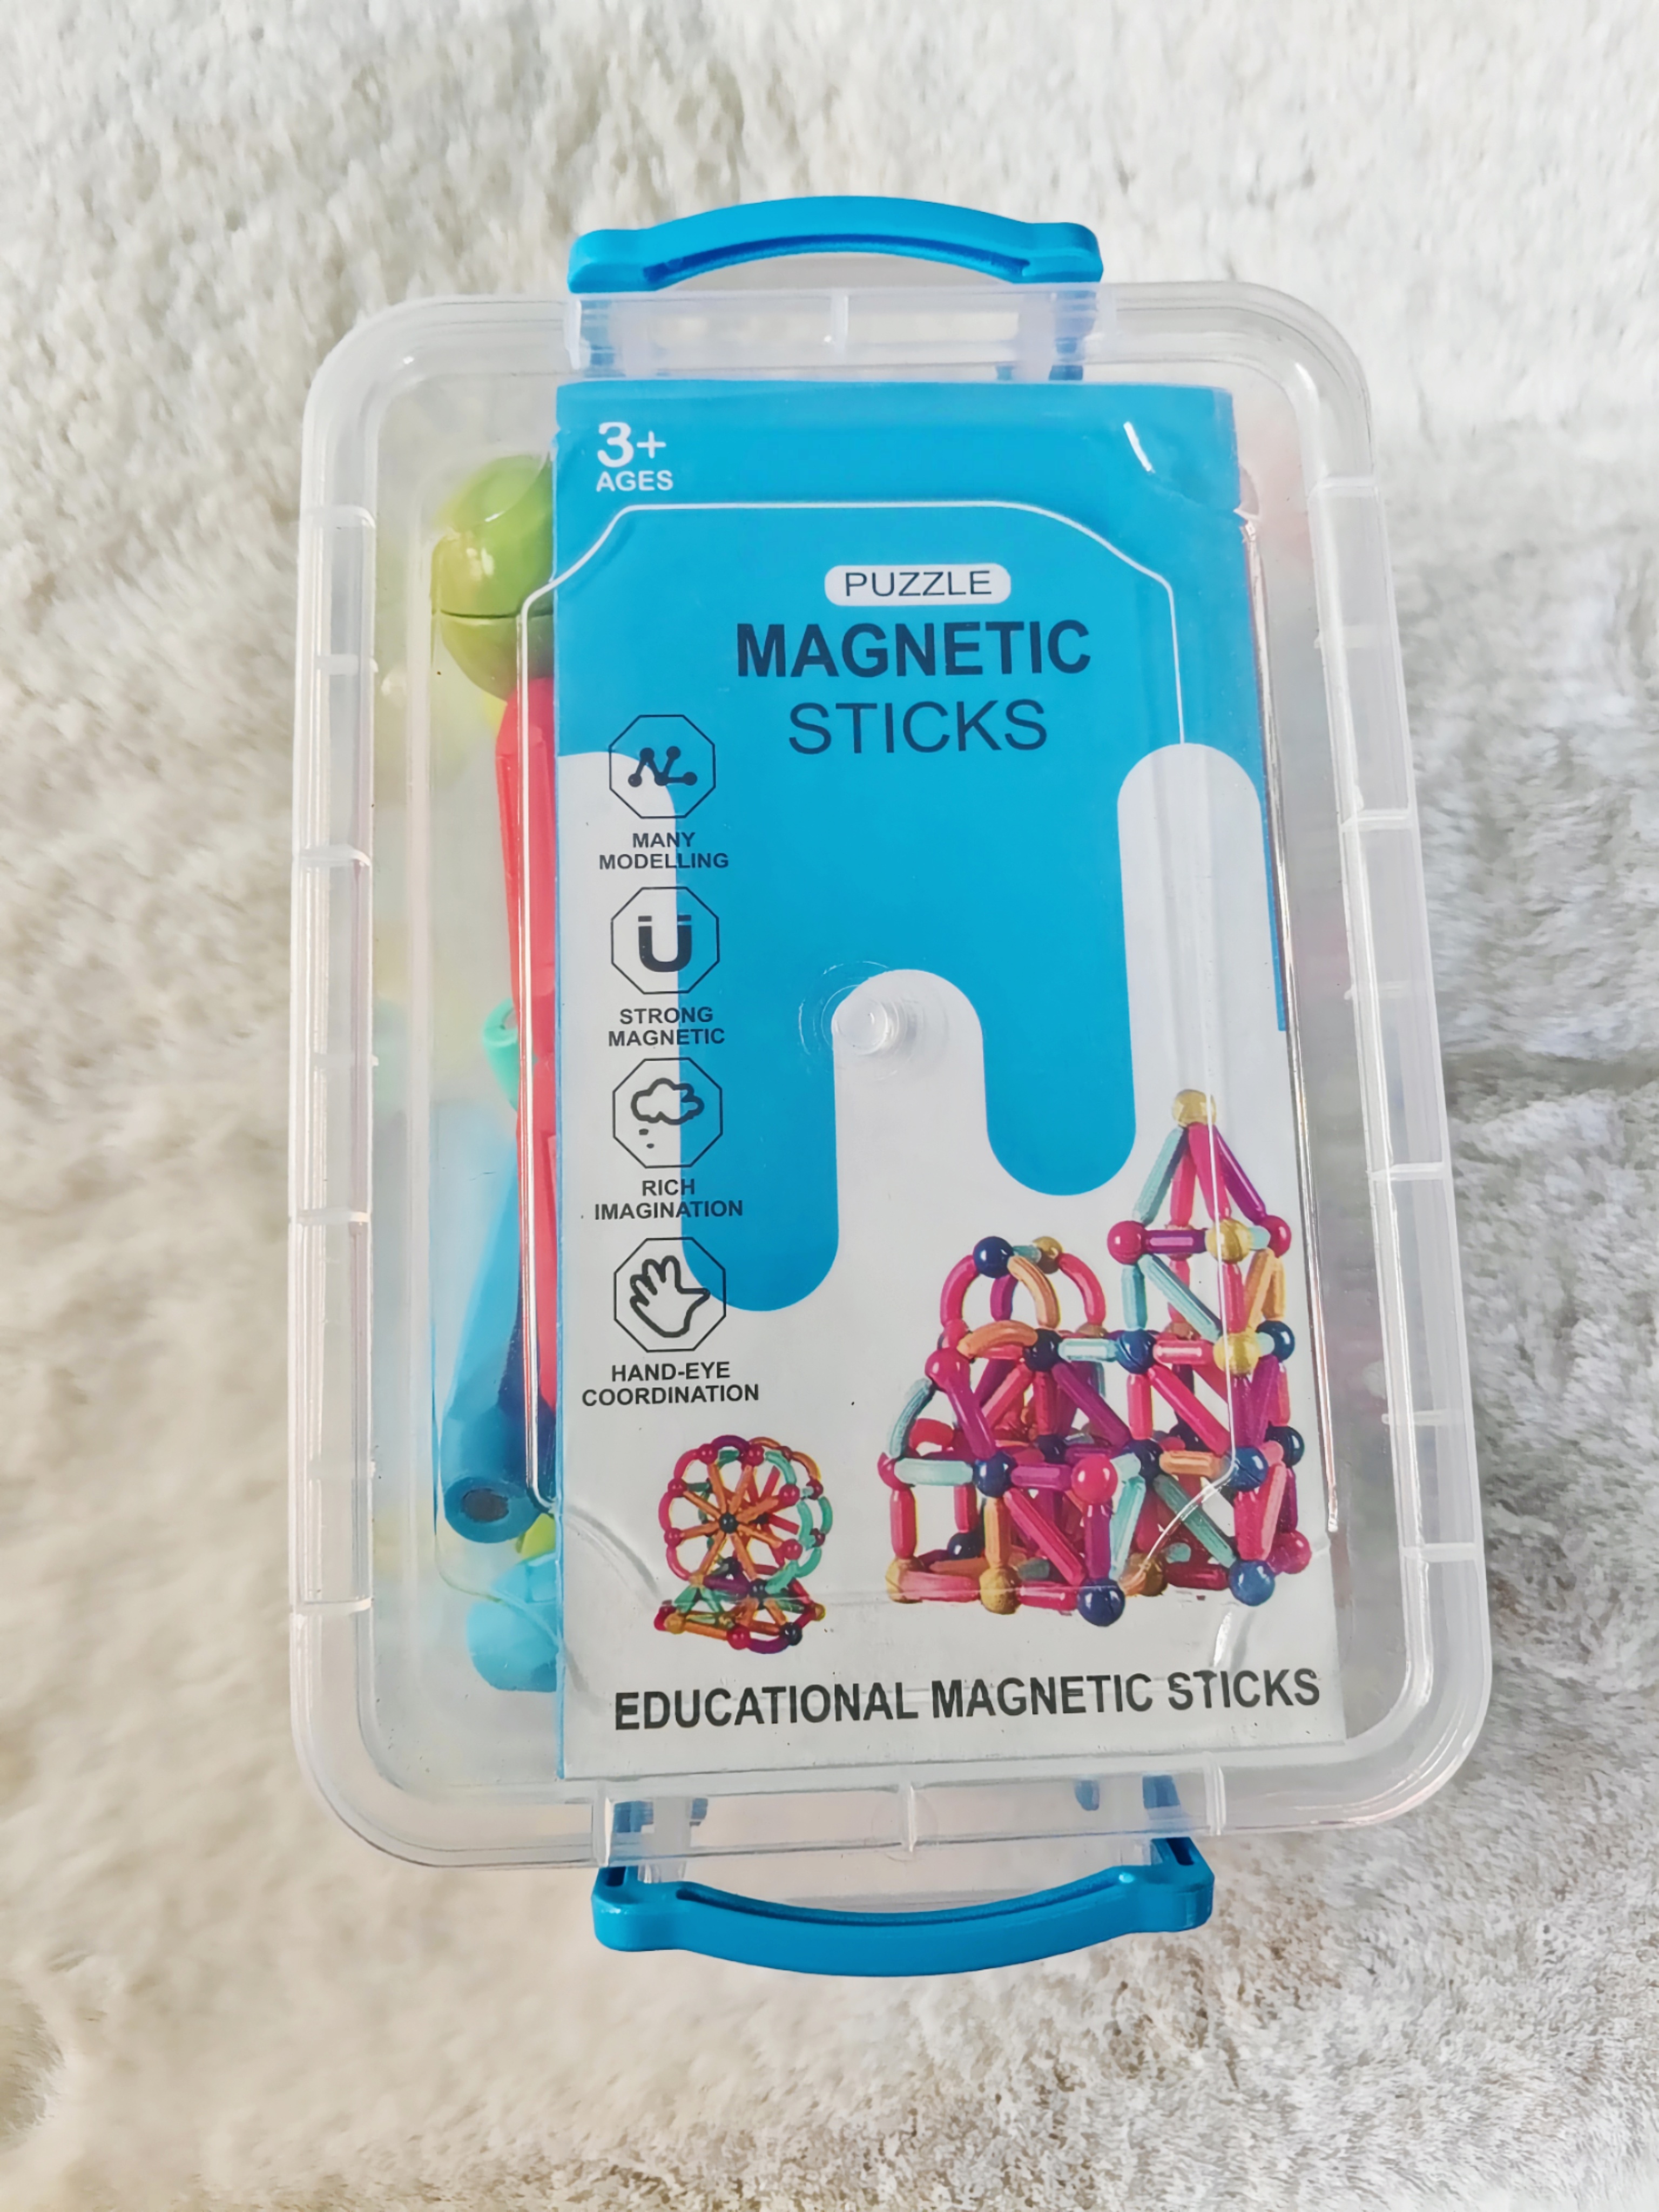 3+
AGES
PUZZLE
MAGNETIC
STICKS
MANY
MODELLING
STRONG
MAGNETIC
RICH
IMAGINATION
HAND-EYE
COORDINATION
EDUCATIONAL MAGNETIC STICKS